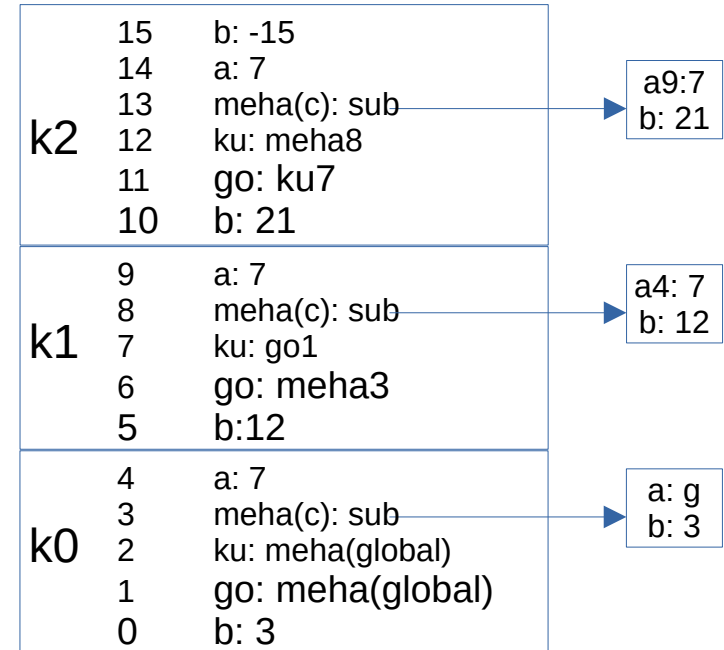 15 b: -15
14 a: 7
13 meha(c): sub
12 ku: meha8
11 go: ku7
10 b: 21
k2
a9:7
b: 21
9 a: 7
8 meha(c): sub
7 ku: go1
6 go: meha3
5 b:12
k1
a4: 7
b: 12
4 a: 7
3 meha(c): sub
2 ku: meha(global)
1 go: meha(global)
0 b: 3
k0
a: g
b: 3